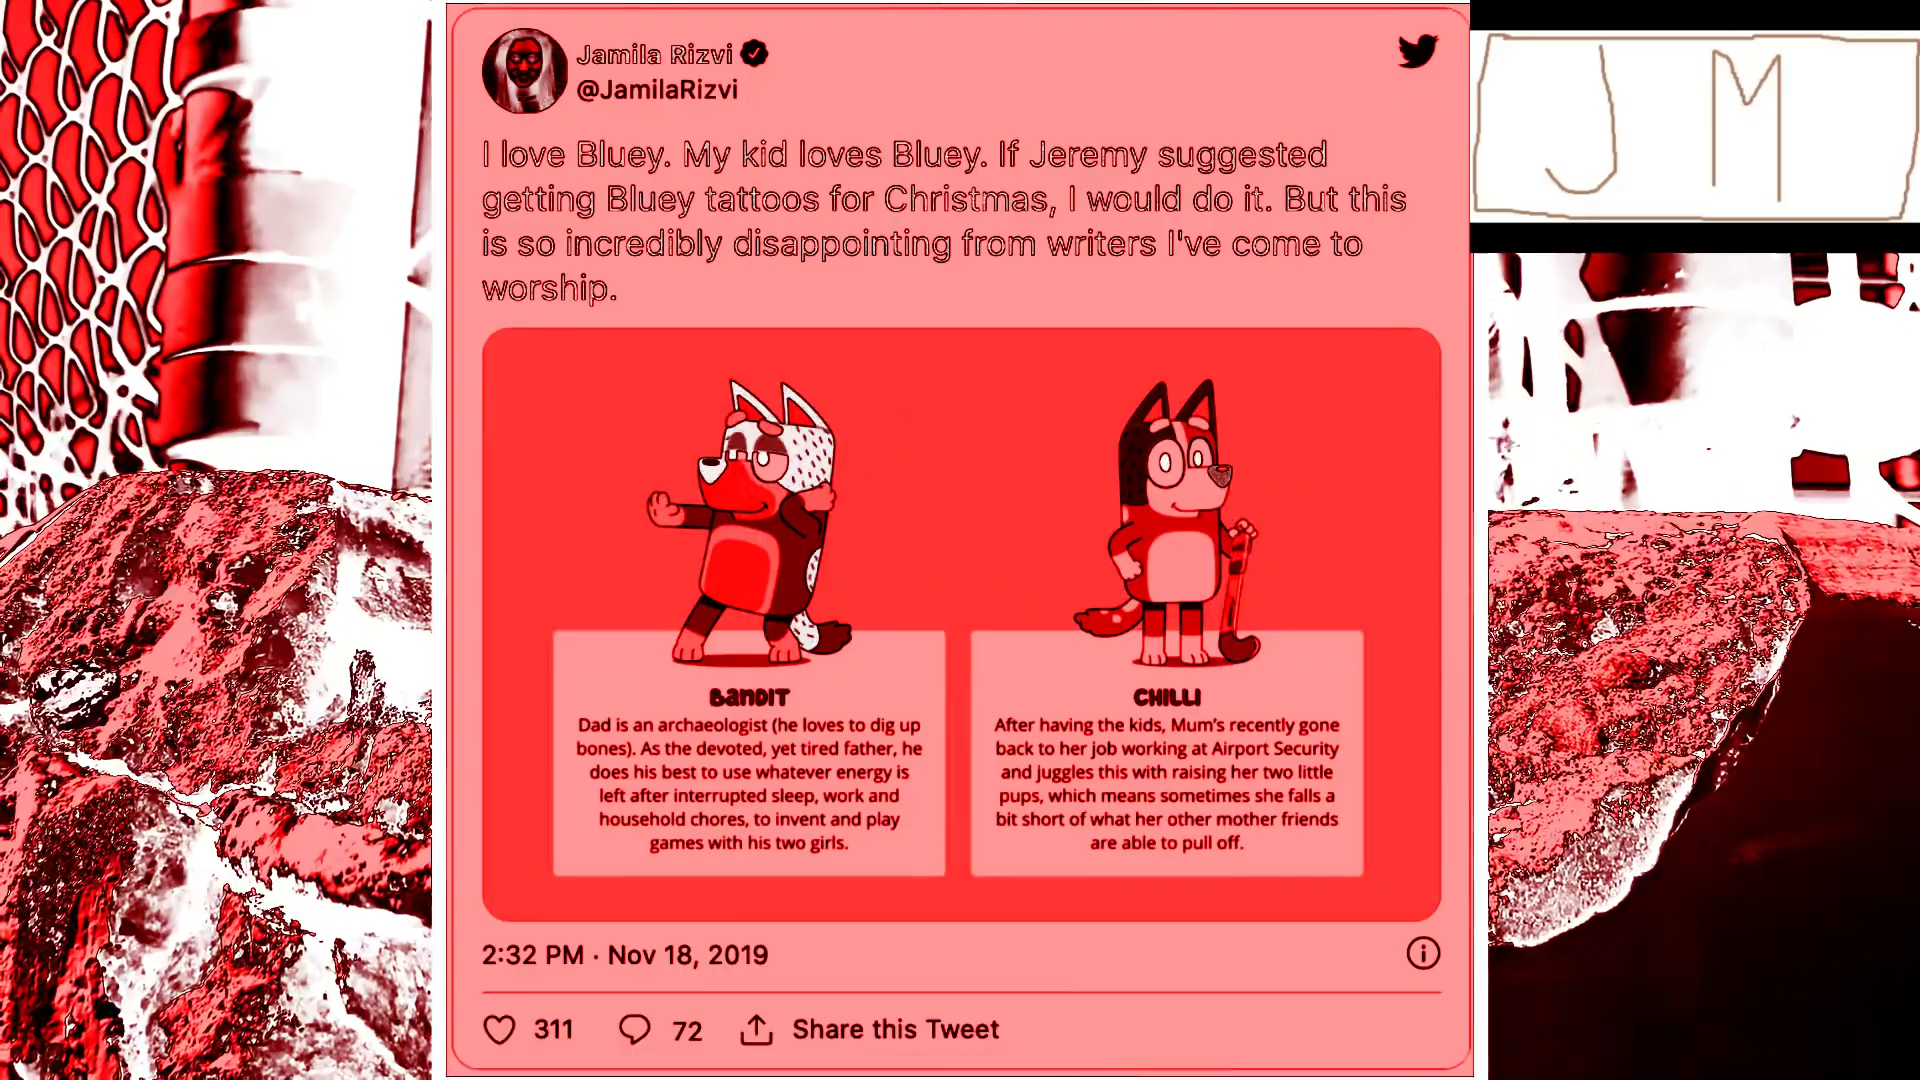 Jamila Rizvi
@JamilaRizvi
J M
I love Bluey. My kid loves Bluey. If Jeremy suggested
getting Bluey tattoos for Christmas, I would do it. But this
is so incredibly disappointing from writers I've come to
worship.
BANDIT
Dad is an archaeologist (he loves to dig up
bones). As the devoted, yet tired father, he
does his best to use whatever energy is
left after interrupted sleep, work and
household chores, to invent and play
games with his two girls.
CHILLI
After having the kids, Mum's recently gone
back to her job working at Airport Security
and juggles this with raising her two little
pups, which means sometimes she falls a
bit short of what her other mother friends
are able to pull off.
2:32 PM · Nov 18, 2019
311 72 Share this Tweet